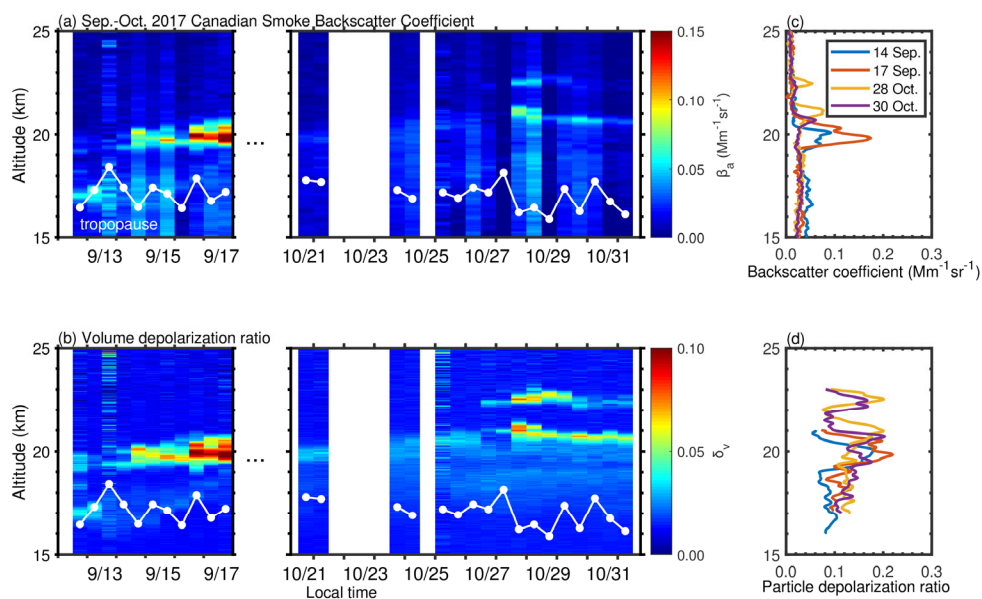 (a) Sep.-Oct. 2017 Canadian Smoke Backscatter Coefficient
25
20
15
Altitude (km)
tropopause
...
9/13 9/15 9/17
10/21 10/23 10/25 10/27 10/29 10/31
0.15
0.10
0.05
0.00
βa (Mm⁻¹sr⁻¹)
(c)
25
20
15
14 Sep.
17 Sep.
28 Oct.
30 Oct.
0.0 0.1 0.2 0.3
Backscatter coefficient (Mm⁻¹sr⁻¹)
(b) Volume depolarization ratio
25
20
15
Altitude (km)
...
9/13 9/15 9/17
10/21 10/23 10/25 10/27 10/29 10/31
Local time
0.10
0.05
0.00
δv
(d)
25
20
15
0.0 0.1 0.2 0.3
Particle depolarization ratio